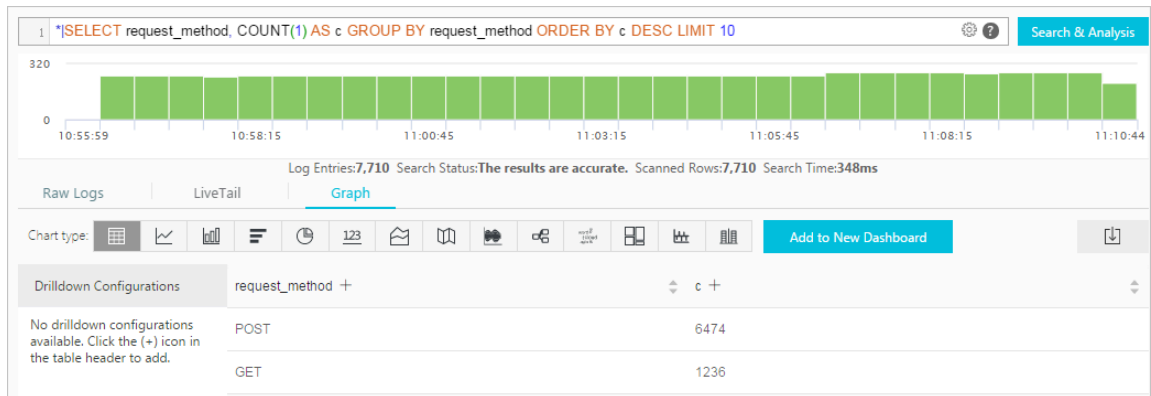 1 *|SELECT request_method, COUNT(1) AS c GROUP BY request_method ORDER BY c DESC LIMIT 10
?
Search & Analysis
320
0
10:55:59 10:58:15 11:00:45 11:03:15 11:05:45 11:08:15 11:10:44
Log Entries:7,710 Search Status:The results are accurate. Scanned Rows:7,710 Search Time:348ms
Raw Logs LiveTail Graph
Chart type: 123 Add to New Dashboard
Drilldown Configurations request_method + c +
No drilldown configurations
available. Click the (+) icon in
the table header to add.
POST 6474
GET 1236